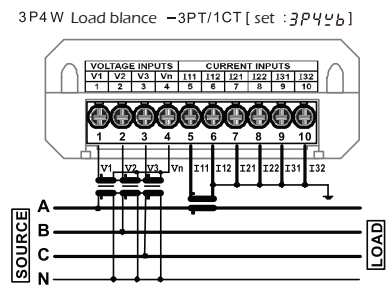 3P4W Load blance -3PT/1CT [ set : 3P4yb ]
VOLTAGE INPUTS CURRENT INPUTS
V1 V2 V3 Vn I11 I12 I21 I22 I31 I32
1 2 3 4 5 6 7 8 9 10
1 2 3 4 5 6 7 8 9 10
V1 V2 V3 Vn I11 I12 I21 I22 I31 I32
SOURCE
A
B
C
N
LOAD